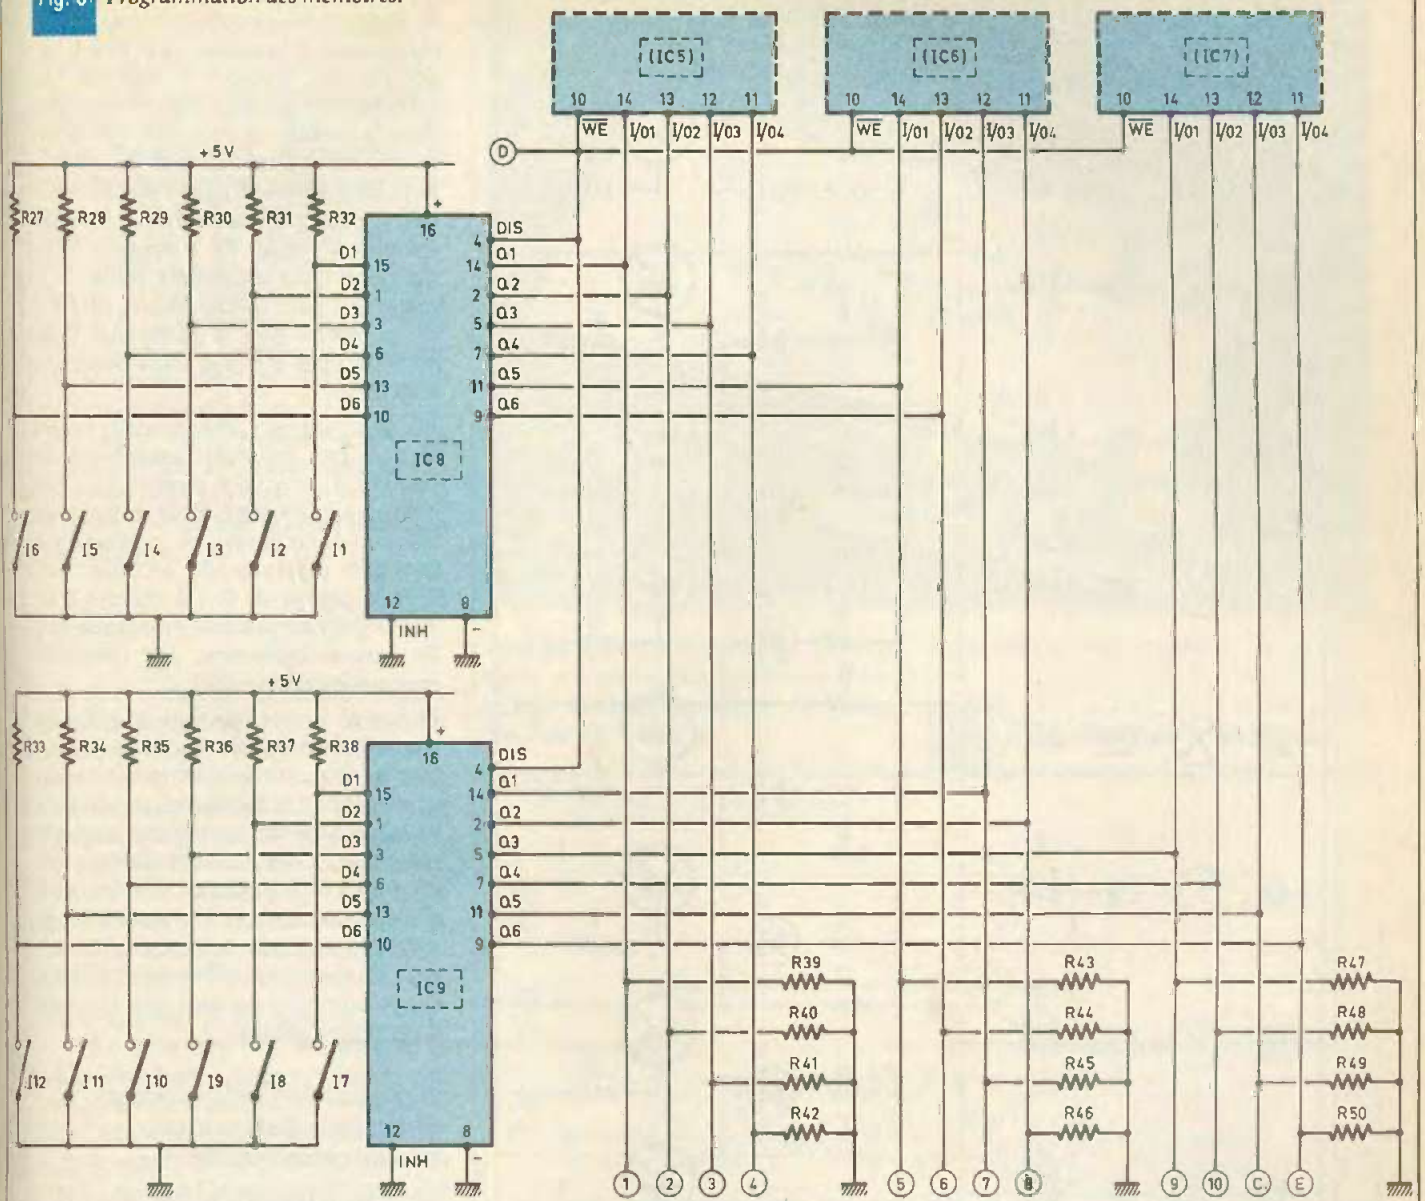 Programmation des mémoires.
(IC5) (IC6) (IC7)
10 14 13 12 11 10 14 13 12 11 10 14 13 12 11
WE I/01 I/02 I/03 I/04 WE I/01 I/02 I/03 I/04 WE I/01 I/02 I/03 I/04
+5V D
R27 R28 R29 R30 R31 R32 + 16
DIS 4
D1 15 14 Q1
D2 1 2 Q2
D3 3 5 Q3
D4 6 7 Q4
D5 13 11 Q5
D6 10 9 Q6
IC8
I6 I5 I4 I3 I2 I1
12 8
INH -
+5V
R33 R34 R35 R36 R37 R38 + 16
DIS 4
D1 15 14 Q1
D2 1 2 Q2
D3 3 5 Q3
D4 6 7 Q4
D5 13 11 Q5
D6 10 9 Q6
IC9
R39 R43 R47
R40 R44 R48
I12 I11 I10 I9 I8 I7
R41 R45 R49
R42 R46 R50
12 8
INH -
1 2 3 4 5 6 7 8 9 10 C E